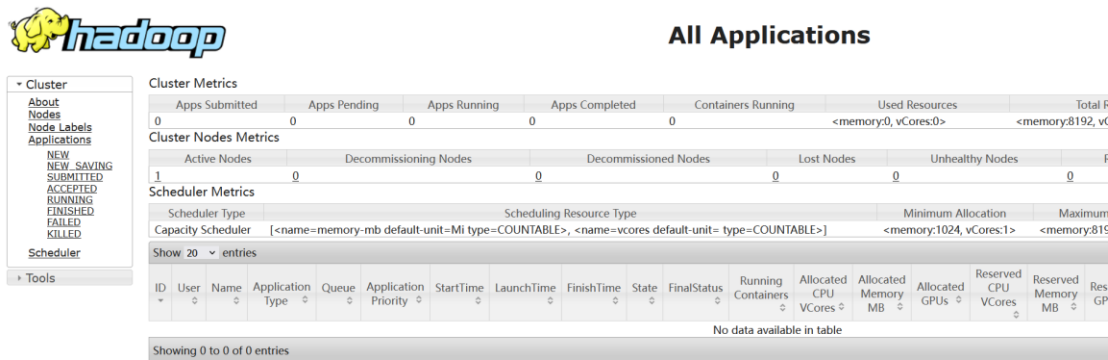 hadoop
All Applications
Cluster
About
Nodes
Node Labels
Applications
NEW
NEW_SAVING
SUBMITTED
ACCEPTED
RUNNING
FINISHED
FAILED
KILLED
Scheduler
Tools
Cluster Metrics
Apps Submitted Apps Pending Apps Running Apps Completed Containers Running Used Resources Total R
0 0 0 0 0 <memory:0, vCores:0> <memory:8192, vC
Cluster Nodes Metrics
Active Nodes Decommissioning Nodes Decommissioned Nodes Lost Nodes Unhealthy Nodes
1 0 0 0 0 0
Scheduler Metrics
Scheduler Type Scheduling Resource Type Minimum Allocation Maximum
Capacity Scheduler [<name=memory-mb default-unit=Mi type=COUNTABLE>, <name=vcores default-unit= type=COUNTABLE>] <memory:1024, vCores:1> <memory:819
Show 20 entries
ID User Name Application Type Queue Application Priority StartTime LaunchTime FinishTime State FinalStatus Running Containers Allocated CPU VCores Allocated Memory MB Allocated GPUs Reserved CPU VCores Reserved Memory MB Res GP
No data available in table
Showing 0 to 0 of 0 entries